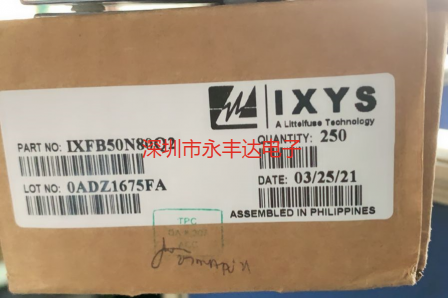 IXYS
A Littelfuse Technology
PART NO: IXFB50N80Q2
QUANTITY: 250
深圳市永丰达电子
LOT NO: 0ADZ1675FA
DATE: 03/25/21
ASSEMBLED IN PHILIPPINES
TPC